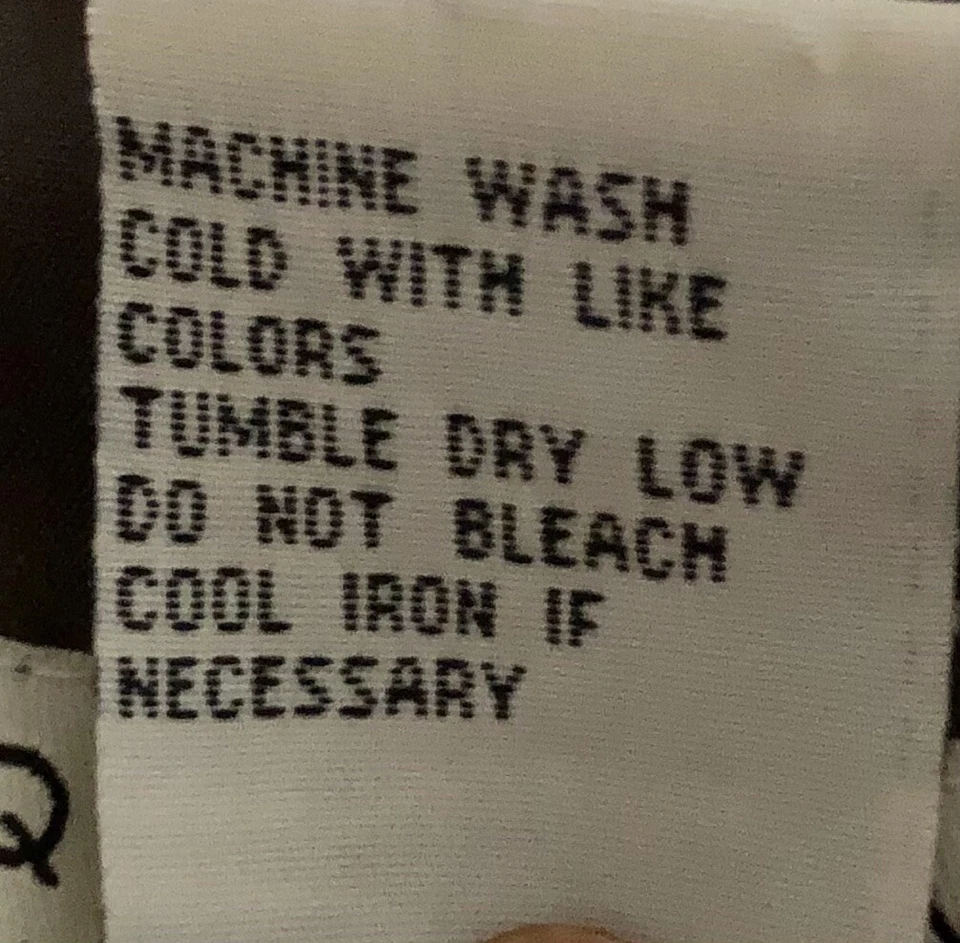 MACHINE WASH
COLD WITH LIKE
COLORS
TUMBLE DRY LOW
DO NOT BLEACH
COOL IRON IF
NECESSARY
Q